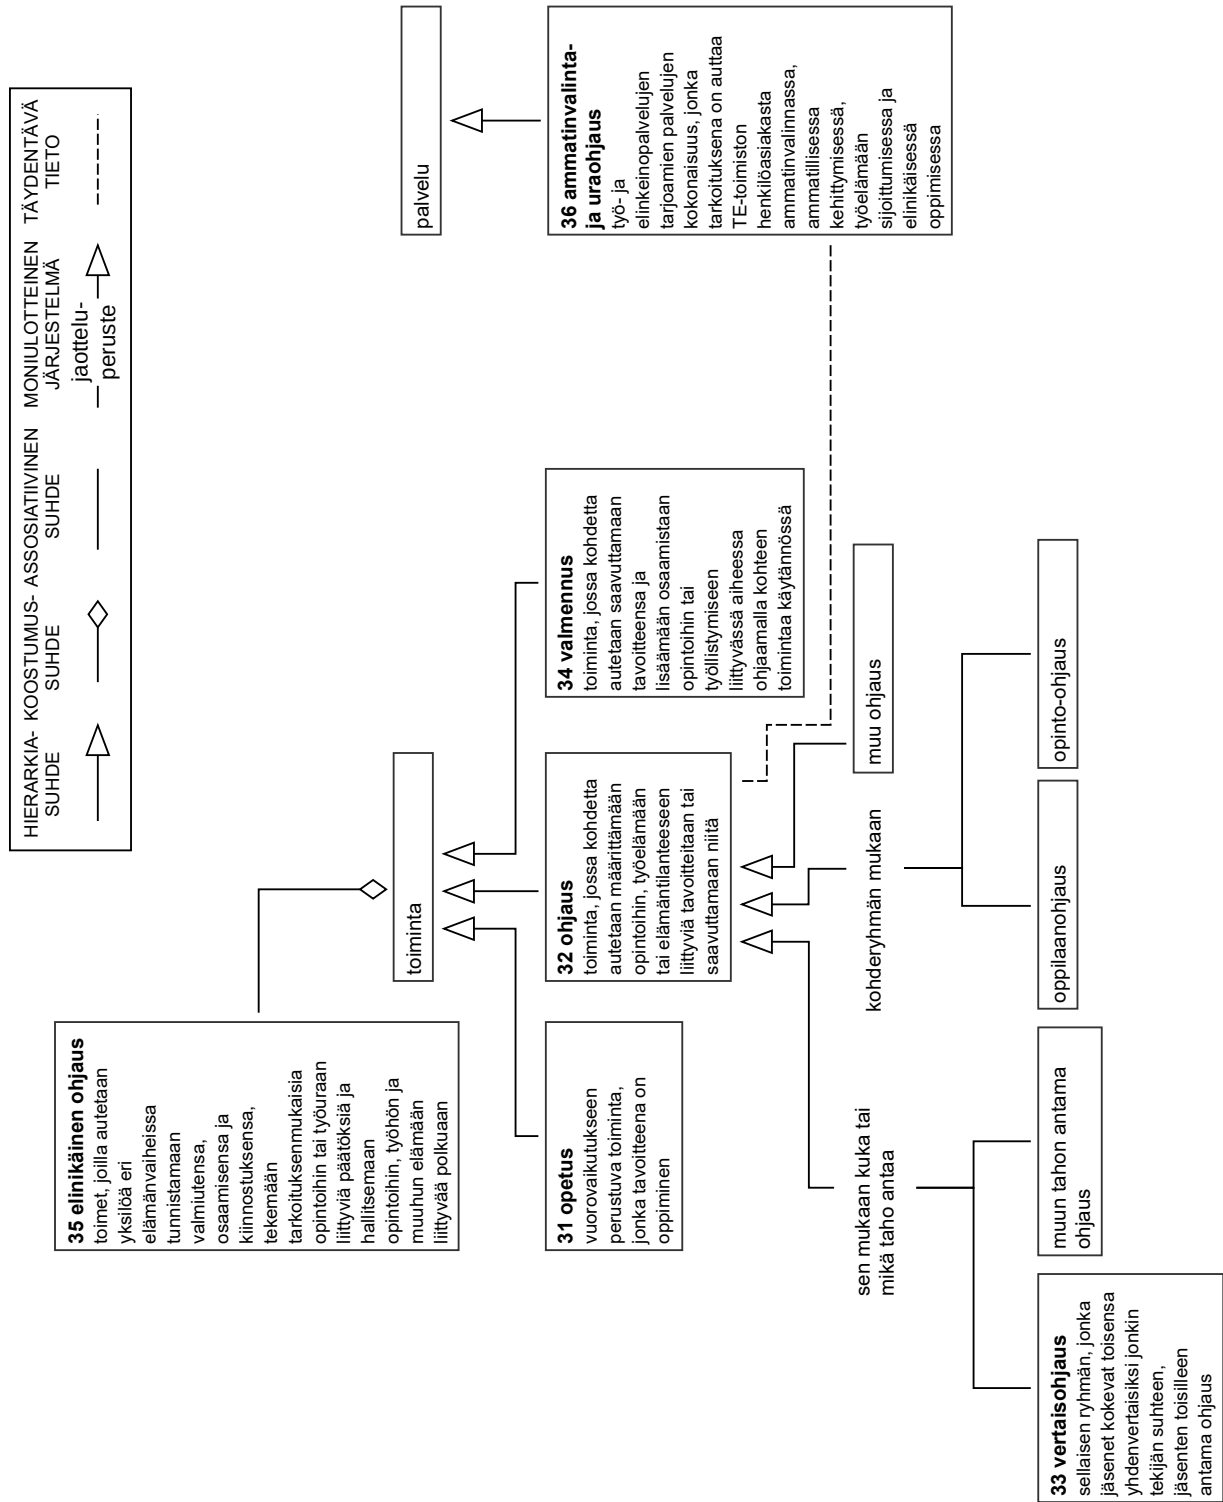 HIERARKIA-
SUHDE
KOOSTUMUS-
SUHDE
ASSOSIATIIVINEN
SUHDE
MONIULOTTEINEN
JÄRJESTELMÄ
jaottelu-
peruste
TÄYDENTÄVÄ
TIETO
35 elinikäinen ohjaus
toimet, joilla autetaan
yksilöä eri
elämänvaiheissa
tunnistamaan
valmiutensa,
osaamisensa ja
kiinnostuksensa,
tekemään
tarkoituksenmukaisia
opintoihin tai työuraan
liittyviä päätöksiä ja
hallitsemaan
opintoihin, työhön ja
muuhun elämään
liittyvää polkuaan
toiminta
palvelu
31 opetus
vuorovaikutukseen
perustuva toiminta,
jonka tavoitteena on
oppiminen
32 ohjaus
toiminta, jossa kohdetta
autetaan määrittämään
opintoihin, työelämään
tai elämäntilanteeseen
liittyviä tavoitteitaan tai
saavuttamaan niitä
34 valmennus
toiminta, jossa kohdetta
autetaan saavuttamaan
tavoitteensa ja
lisäämään osaamistaan
opintoihin tai
työllistymiseen
liittyvässä aiheessa
ohjaamalla kohteen
toimintaa käytännössä
36 ammatinvalinta-
ja uraohjaus
työ- ja
elinkeinopalvelujen
tarjoamien palvelujen
kokonaisuus, jonka
tarkoituksena on auttaa
TE-toimiston
henkilöasiakasta
ammatinvalinnassa,
ammatillisessa
kehittymisessä,
työelämään
sijoittumisessa ja
elinikäisessä
oppimisessa
sen mukaan kuka tai
mikä taho antaa
kohderyhmän mukaan
muu ohjaus
33 vertaisohjaus
sellaisen ryhmän, jonka
jäsenet kokevat toisensa
yhdenvertaisiksi jonkin
tekijän suhteen,
jäsenten toisilleen
antama ohjaus
muun tahon antama
ohjaus
oppilaanohjaus
opinto-ohjaus